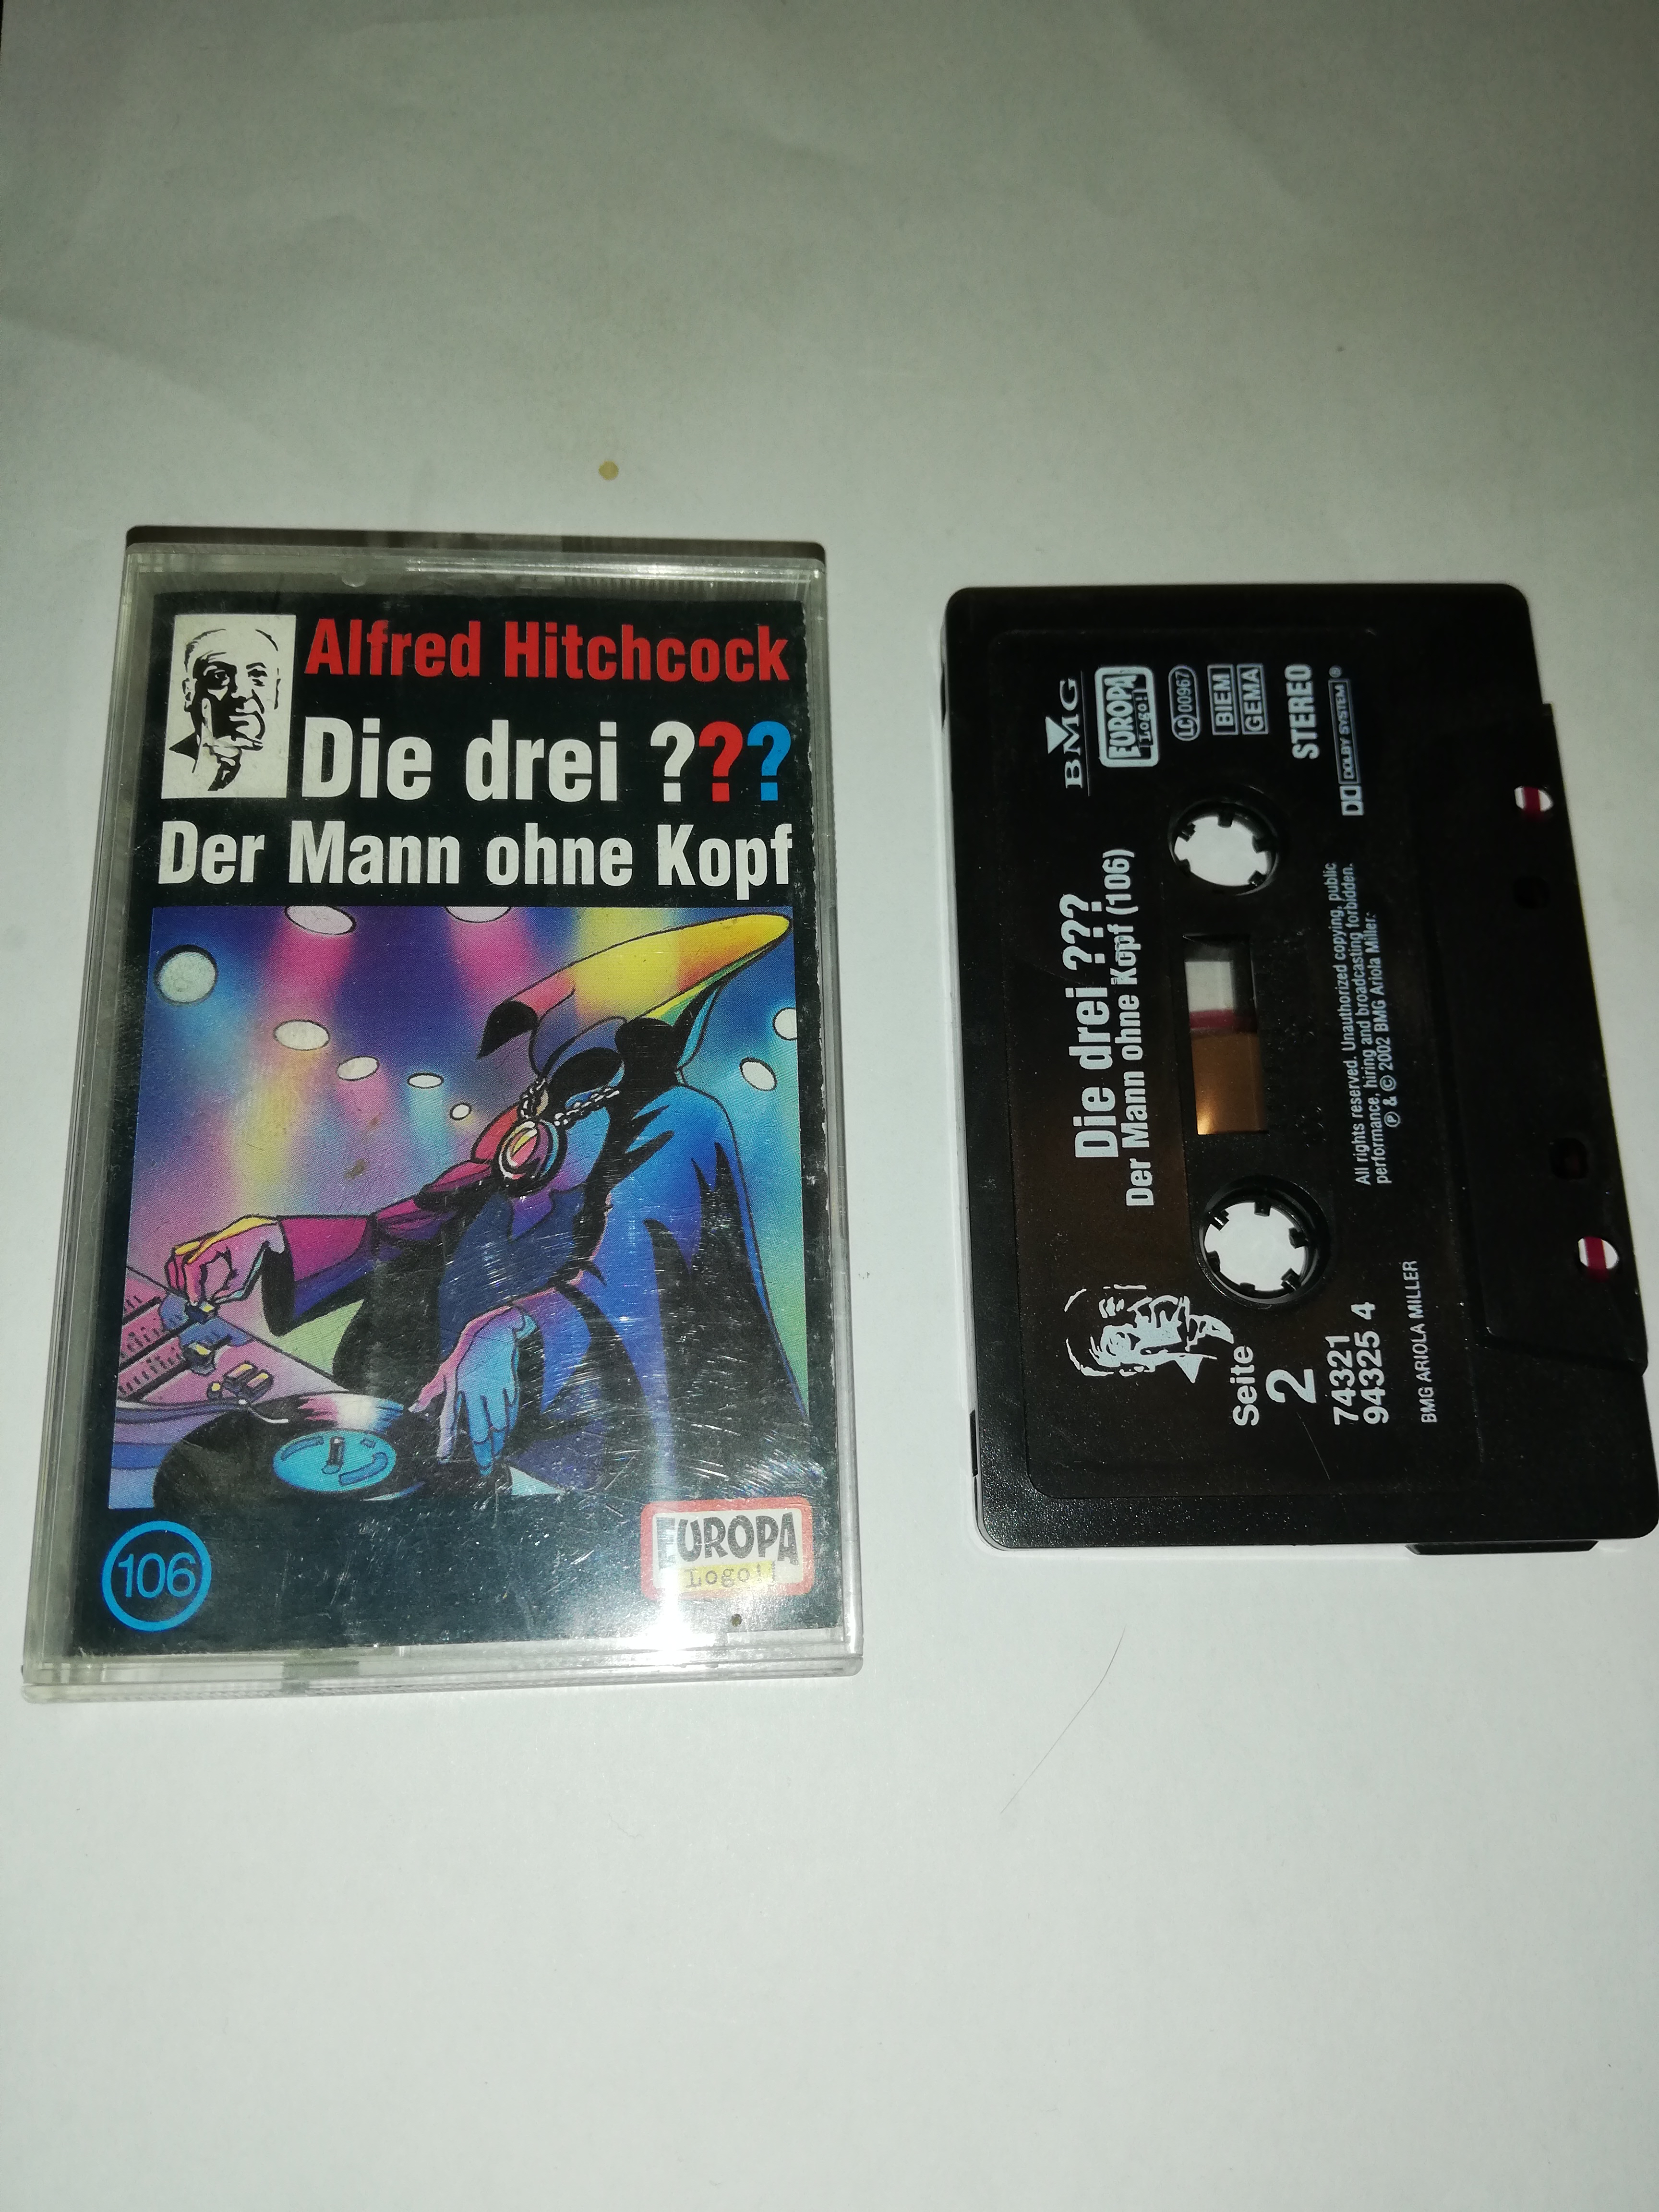 Alfred Hitchcock
Die drei ???
Der Mann ohne Kopf
106
EUROPA
Logo!!
BMG
EUROPA
Logo!!
LC 00967
BIEM
GEMA
STEREO
DOLBY SYSTEM®
Die drei ???
Der Mann ohne Kopf (106)
All rights reserved. Unauthorized copying, public
performance, hiring and broadcasting forbidden.
℗ & © 2002 BMG Ariola Miller.
Seite
2
74321
94325 4
BMG ARIOLA MILLER